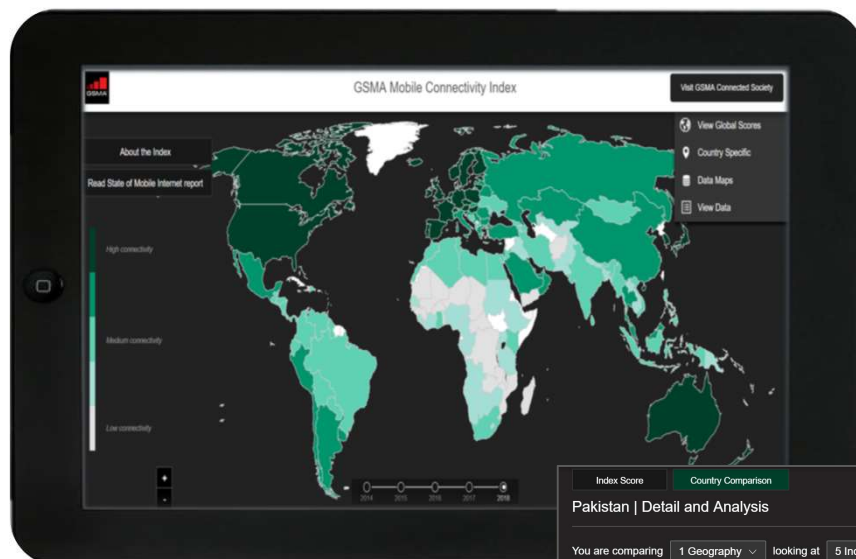 GSMA
GSMA Mobile Connectivity Index
Visit GSMA Connected Society
View Global Scores
Country Specific
Data Maps
View Data
About the Index
Read State of Mobile Internet report
High connectivity
Medium connectivity
Low connectivity
+
-
2014 2015 2016 2017 2018
Index Score Country Comparison
Pakistan | Detail and Analysis
You are comparing 1 Geography looking at 5 Ind